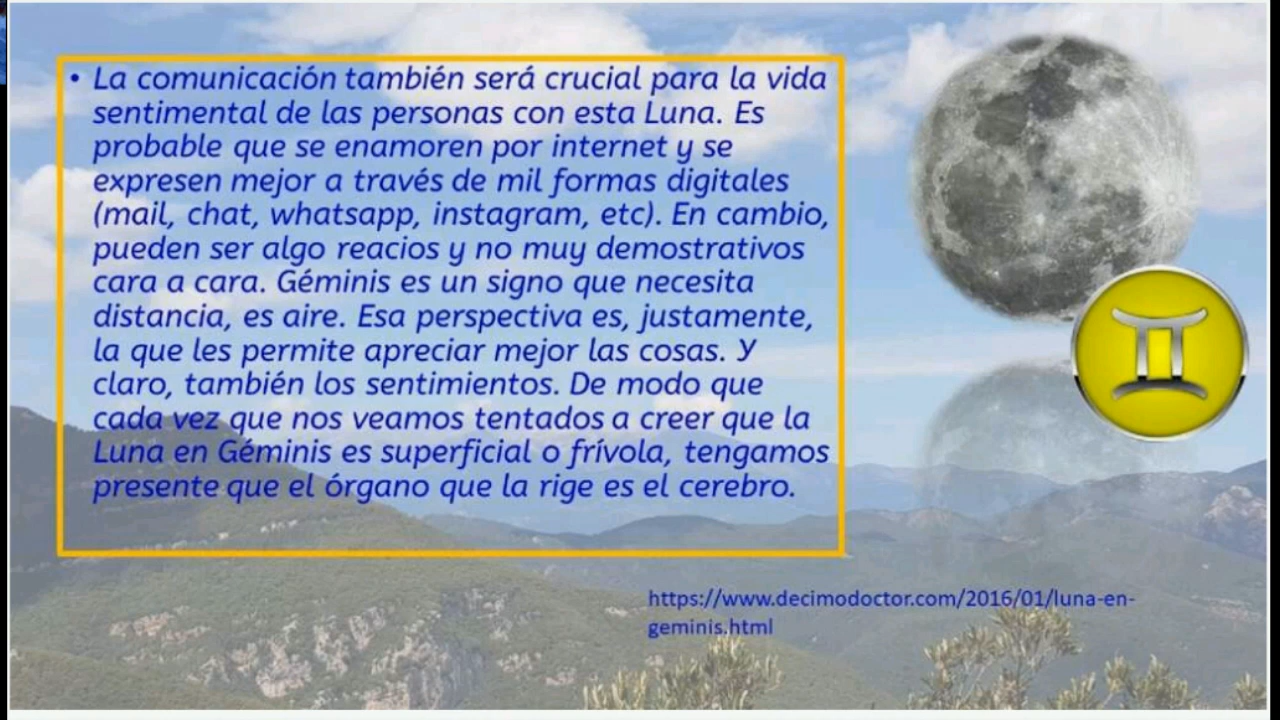 • La comunicación también será crucial para la vida
sentimental de las personas con esta Luna. Es
probable que se enamoren por internet y se
expresen mejor a través de mil formas digitales
(mail, chat, whatsapp, instagram, etc). En cambio,
pueden ser algo reacios y no muy demostrativos
cara a cara. Géminis es un signo que necesita
distancia, es aire. Esa perspectiva es, justamente,
la que les permite apreciar mejor las cosas. Y
claro, también los sentimientos. De modo que
cada vez que nos veamos tentados a creer que la
Luna en Géminis es superficial o frívola, tengamos
presente que el órgano que la rige es el cerebro.
https://www.decimodoctor.com/2016/01/luna-en-
geminis.html